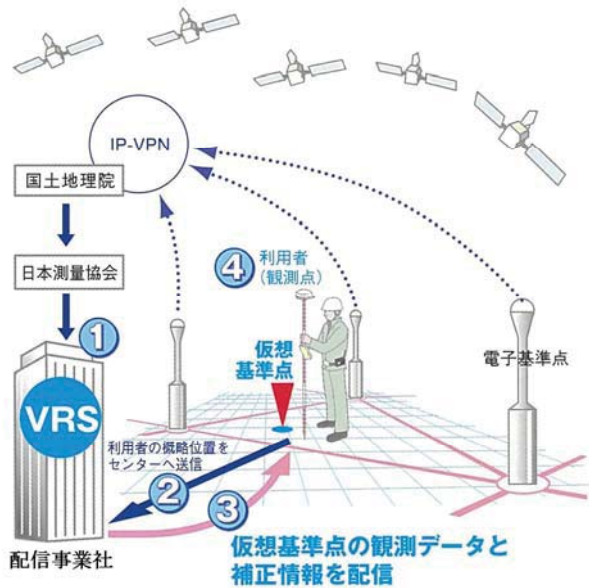 IP-VPN
国土地理院
日本測量協会
①
VRS
配信事業社
④
利用者
(観測点)
仮想
基準点
電子基準点
利用者の概略位置を
センターへ送信
②
③
仮想基準点の観測データと
補正情報を配信